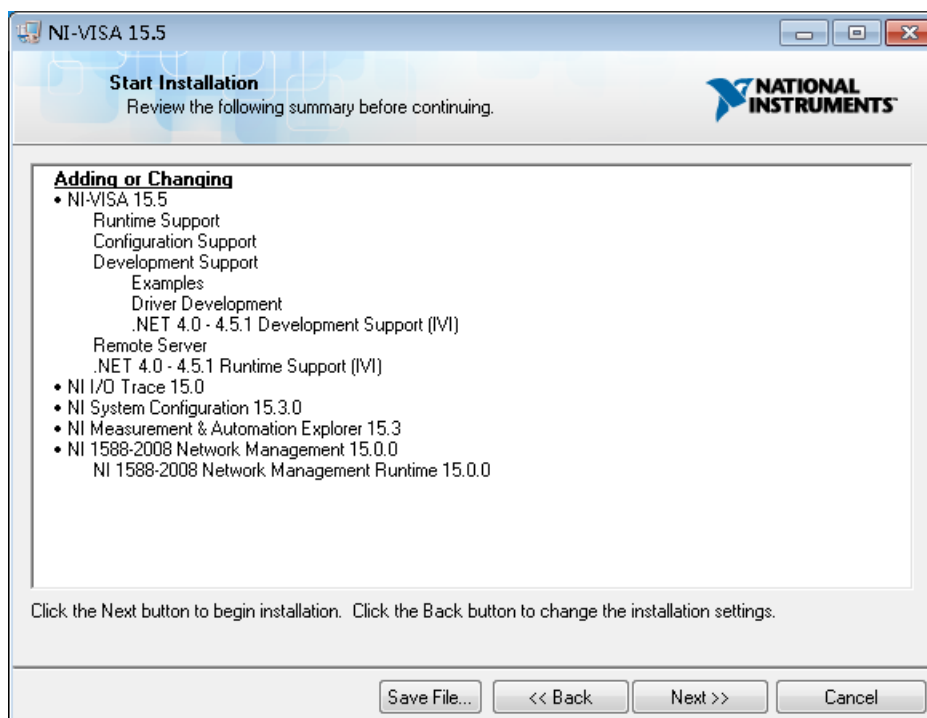 NI-VISA 15.5
Start Installation
Review the following summary before continuing.
NATIONAL
INSTRUMENTS™
Adding or Changing
• NI-VISA 15.5
Runtime Support
Configuration Support
Development Support
Examples
Driver Development
.NET 4.0 - 4.5.1 Development Support (IVI)
Remote Server
.NET 4.0 - 4.5.1 Runtime Support (IVI)
• NI I/O Trace 15.0
• NI System Configuration 15.3.0
• NI Measurement & Automation Explorer 15.3
• NI 1588-2008 Network Management 15.0.0
NI 1588-2008 Network Management Runtime 15.0.0
Click the Next button to begin installation. Click the Back button to change the installation settings.
Save File... << Back Next >> Cancel